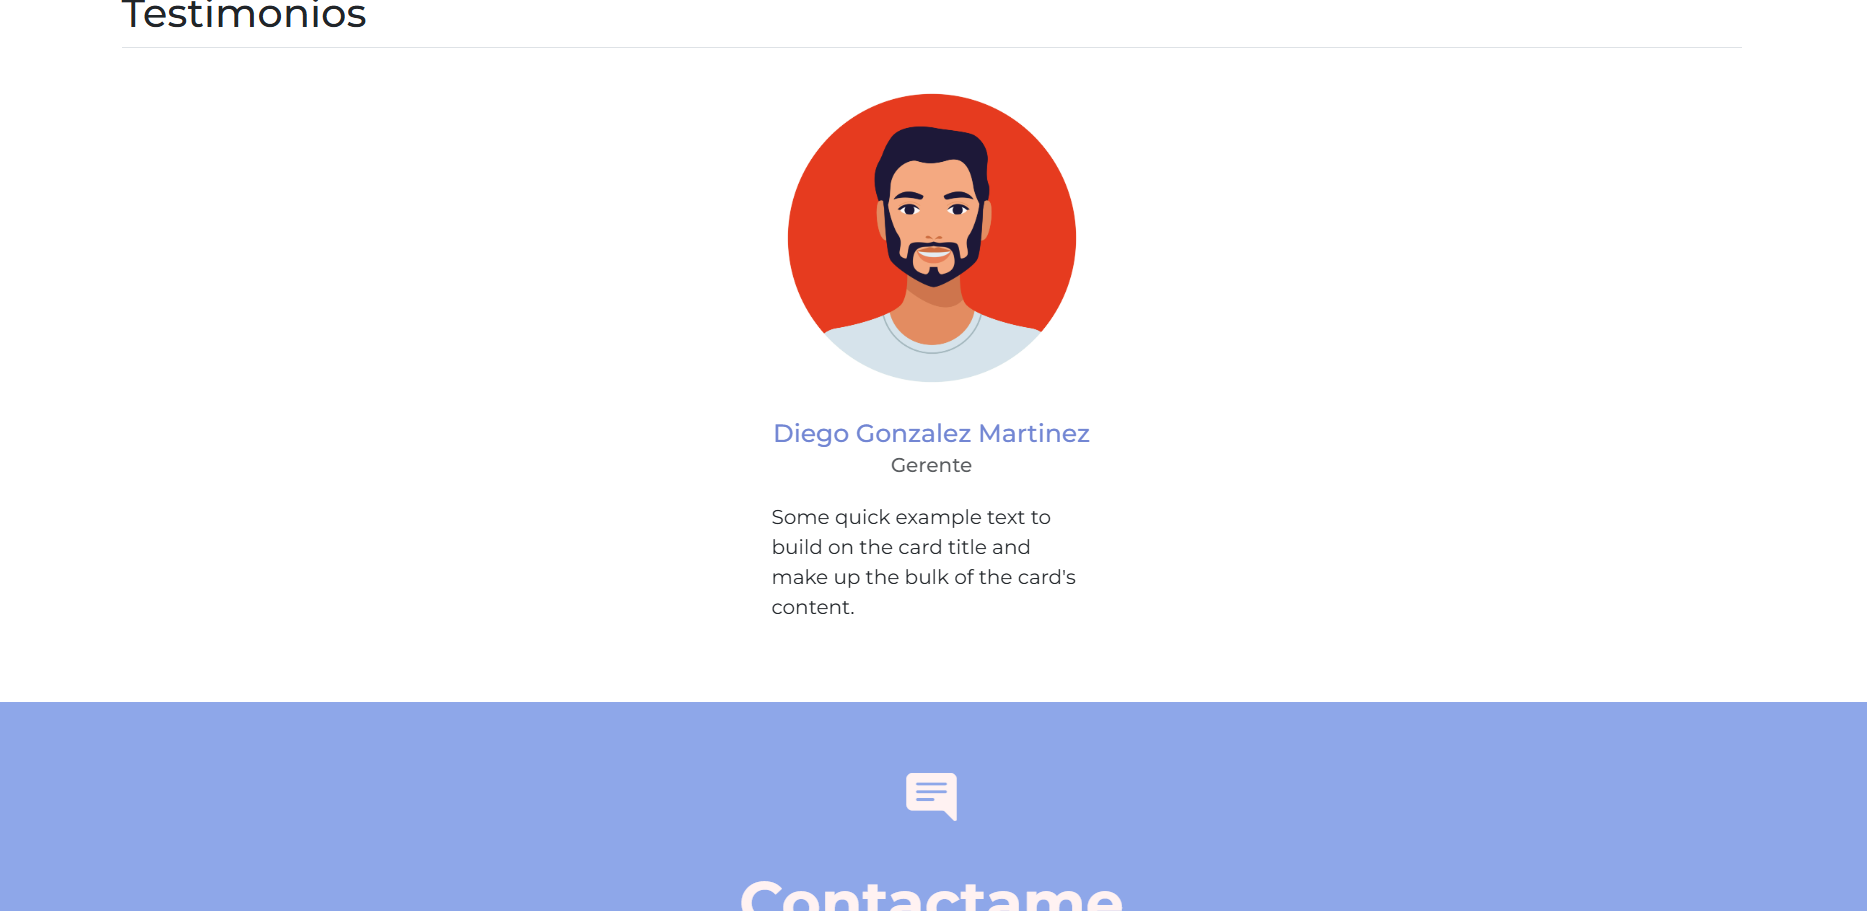 Testimonios
Diego Gonzalez Martinez
Gerente
Some quick example text to
build on the card title and
make up the bulk of the card's
content.
Contactame